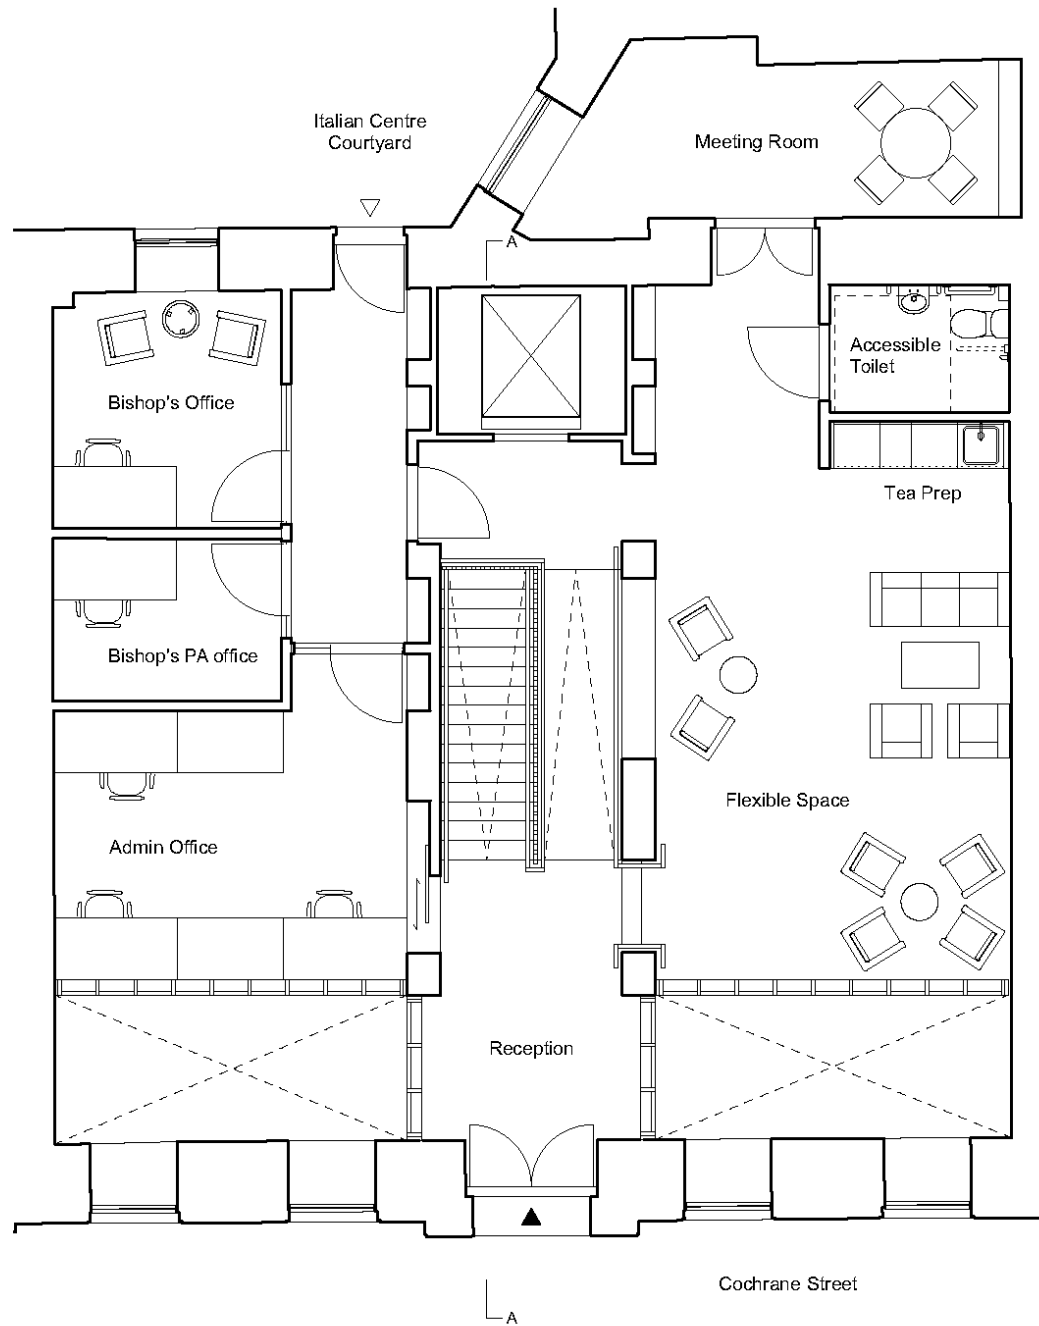 Italian Centre
Courtyard
Meeting Room
A
Accessible
Toilet
Bishop's Office
Tea Prep
Bishop's PA office
Flexible Space
Admin Office
Reception
Cochrane Street
A